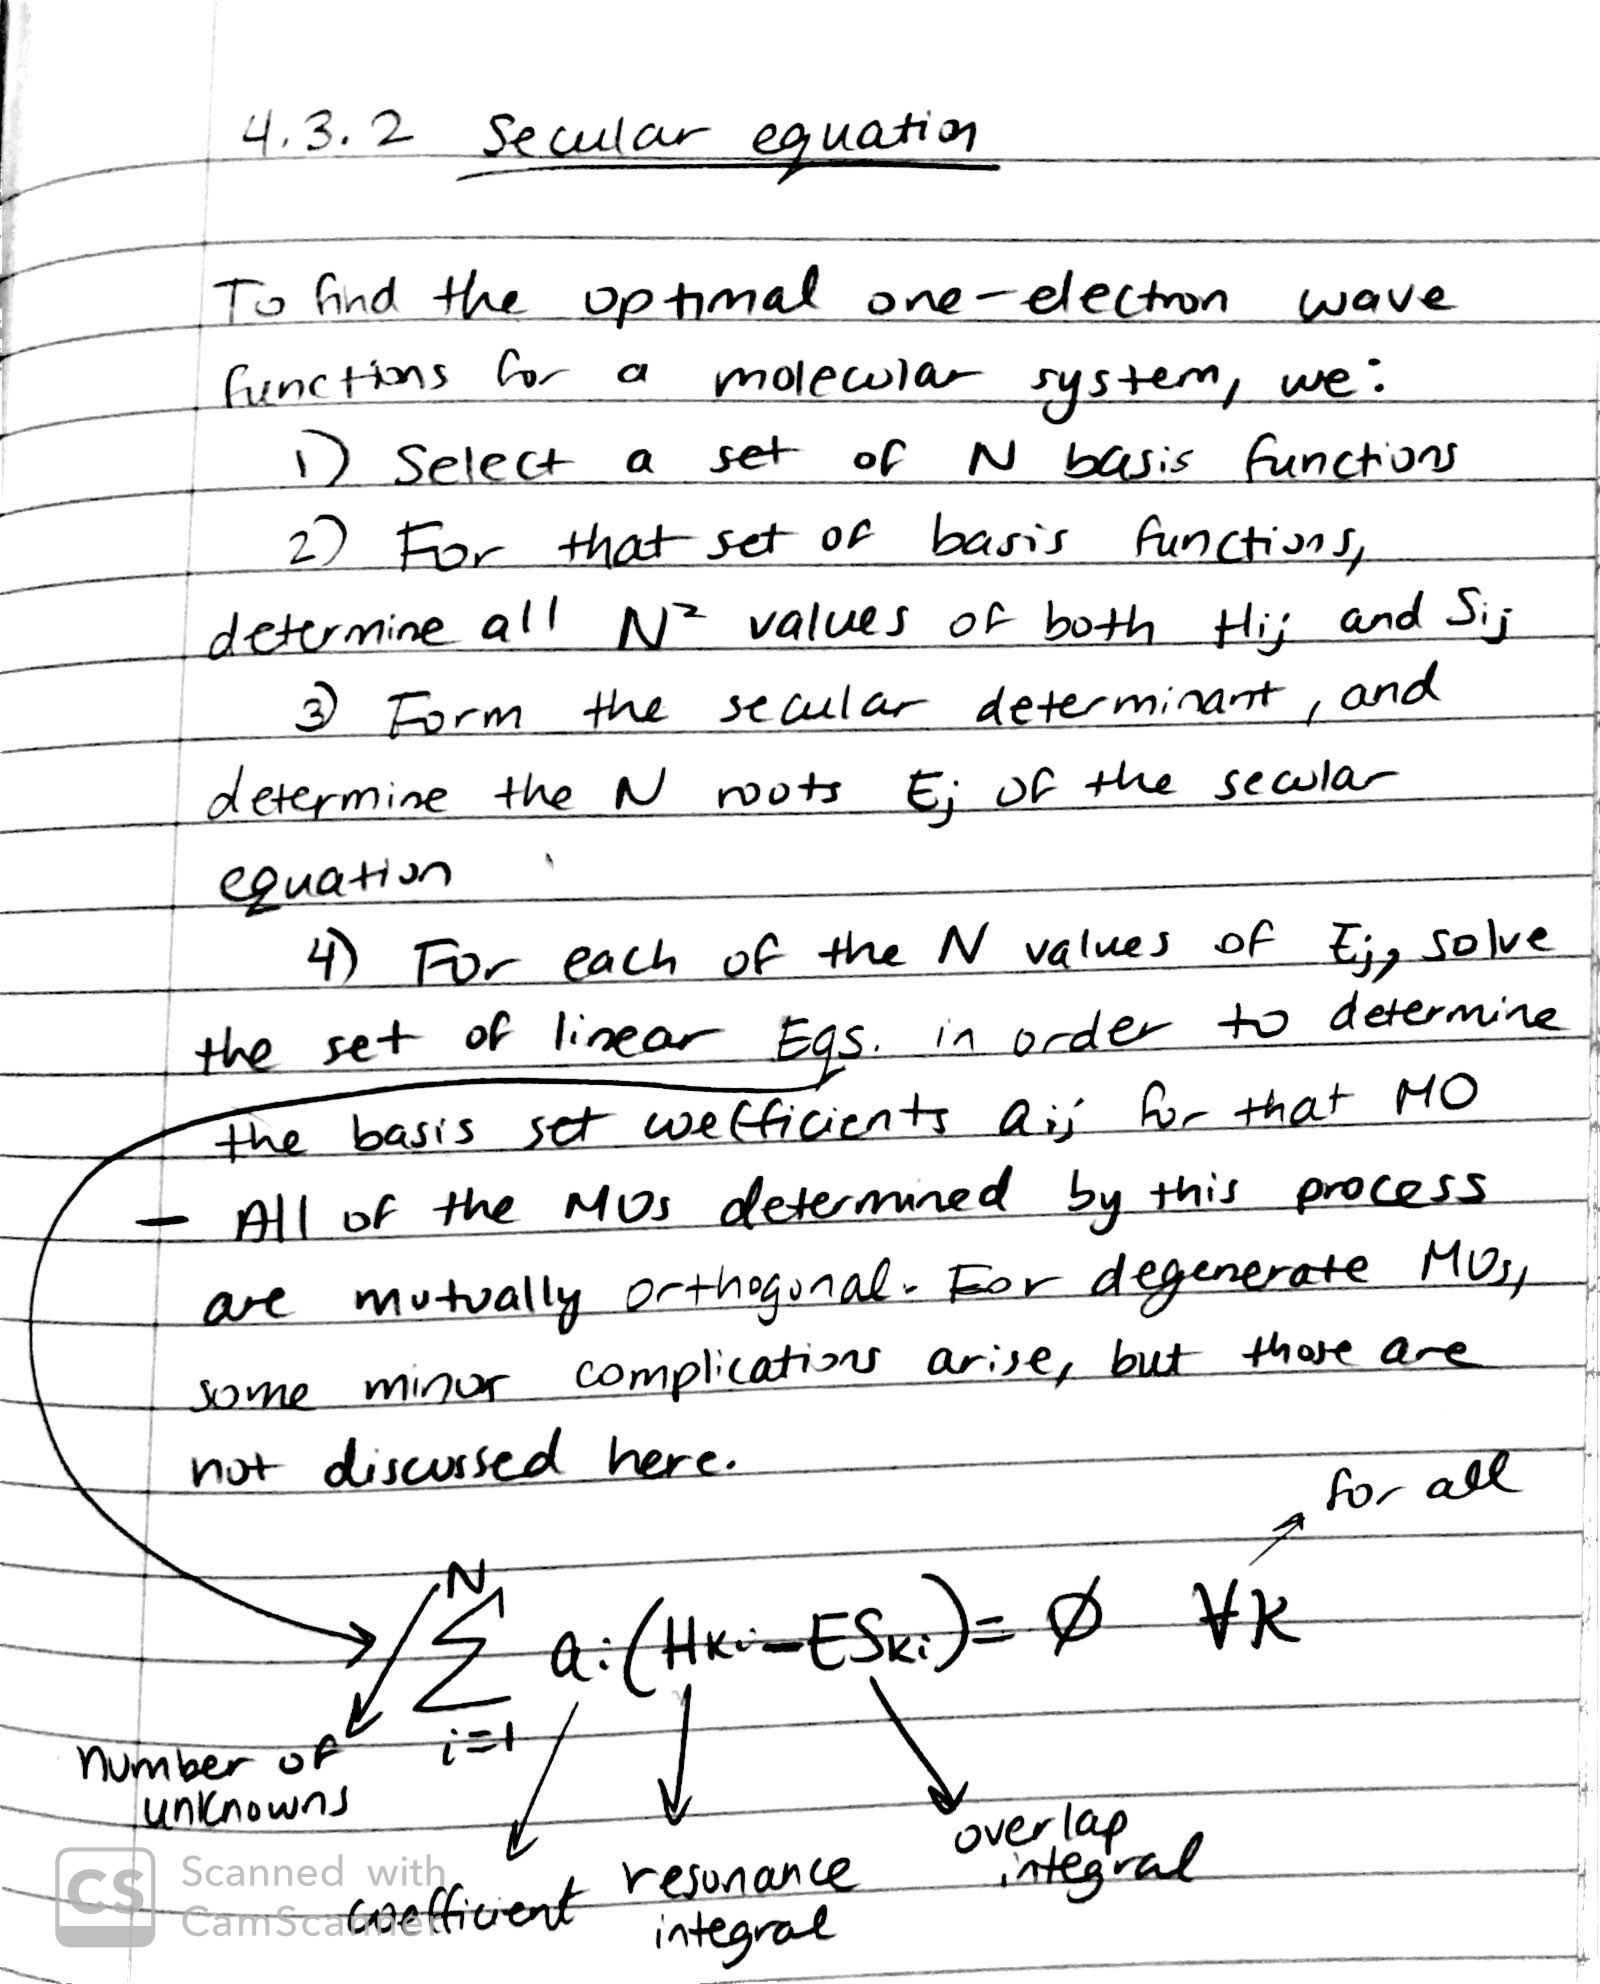 4.3.2 Secular equation
To find the optimal one-electron wave
functions for a molecular system, we:
1) Select a set of N basis functions
2) For that set of basis functions,
determine all N² values of both Hij and Sij
3) Form the secular determinant, and
determine the N roots Ej of the secular
equation
4) For each of the N values of Ej, solve
the set of linear Eqs. in order to determine
the basis set coefficients aij for that MO
- All of the MOs determined by this process
are mutually orthogonal. For degenerate MOs,
some minor complications arise, but those are
not discussed here.
for all
N
∑ ai(Hki-ESki)=Ø ∀k
i=1
number of
unknowns
coefficient
resonance
integral
overlap
integral
CS Scanned with
CamScanner